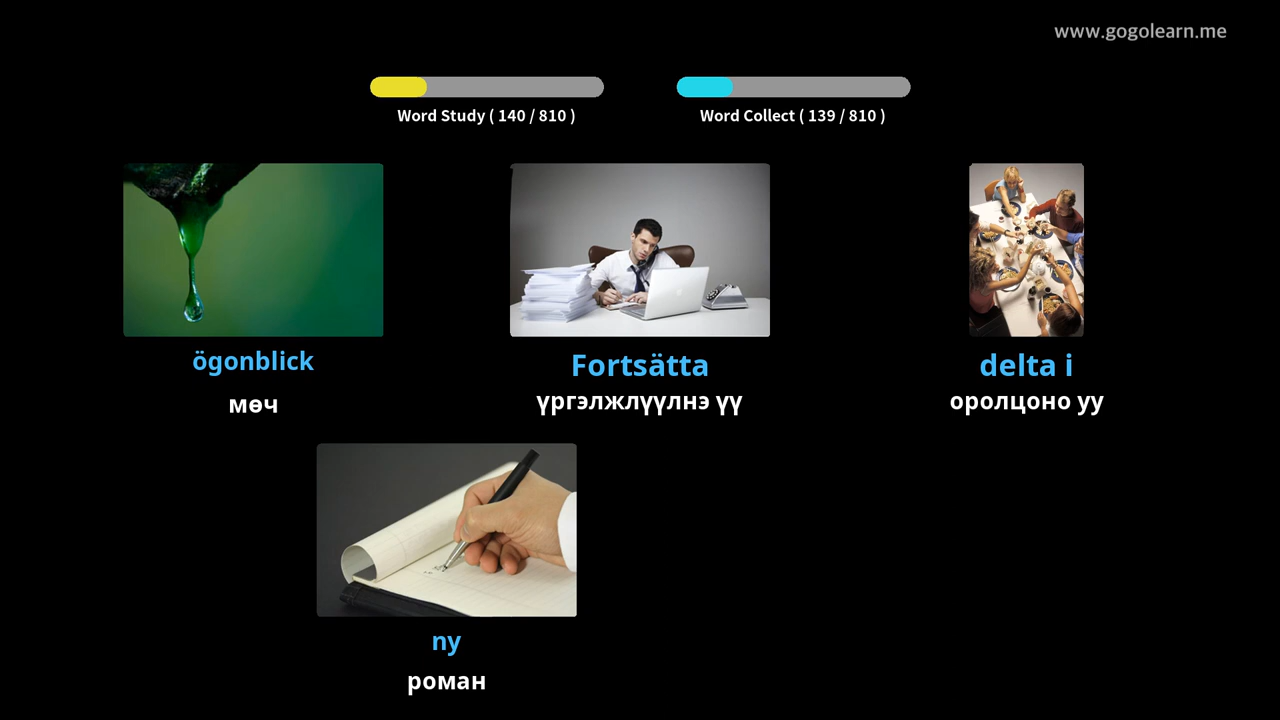 www.gogolearn.me
Word Study ( 140 / 810 )
Word Collect ( 139 / 810 )
ögonblick
мөч
Fortsätta
үргэлжлүүлнэ үү
delta i
оролцоно уу
ny
роман